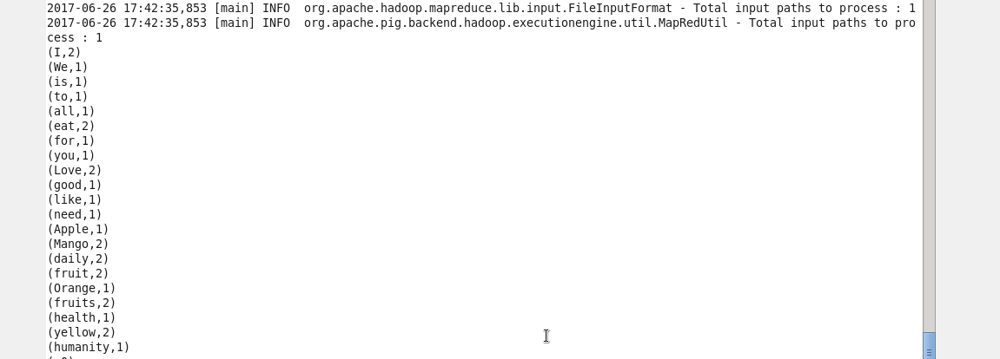 2017-06-26 17:42:35,853 [main] INFO  org.apache.hadoop.mapreduce.lib.input.FileInputFormat - Total input paths to process : 1
2017-06-26 17:42:35,853 [main] INFO  org.apache.pig.backend.hadoop.executionengine.util.MapRedUtil - Total input paths to pro
cess : 1
(I,2)
(We,1)
(is,1)
(to,1)
(all,1)
(eat,2)
(for,1)
(you,1)
(Love,2)
(good,1)
(like,1)
(need,1)
(Apple,1)
(Mango,2)
(daily,2)
(fruit,2)
(Orange,1)
(fruits,2)
(health,1)
(yellow,2)
(humanity,1)